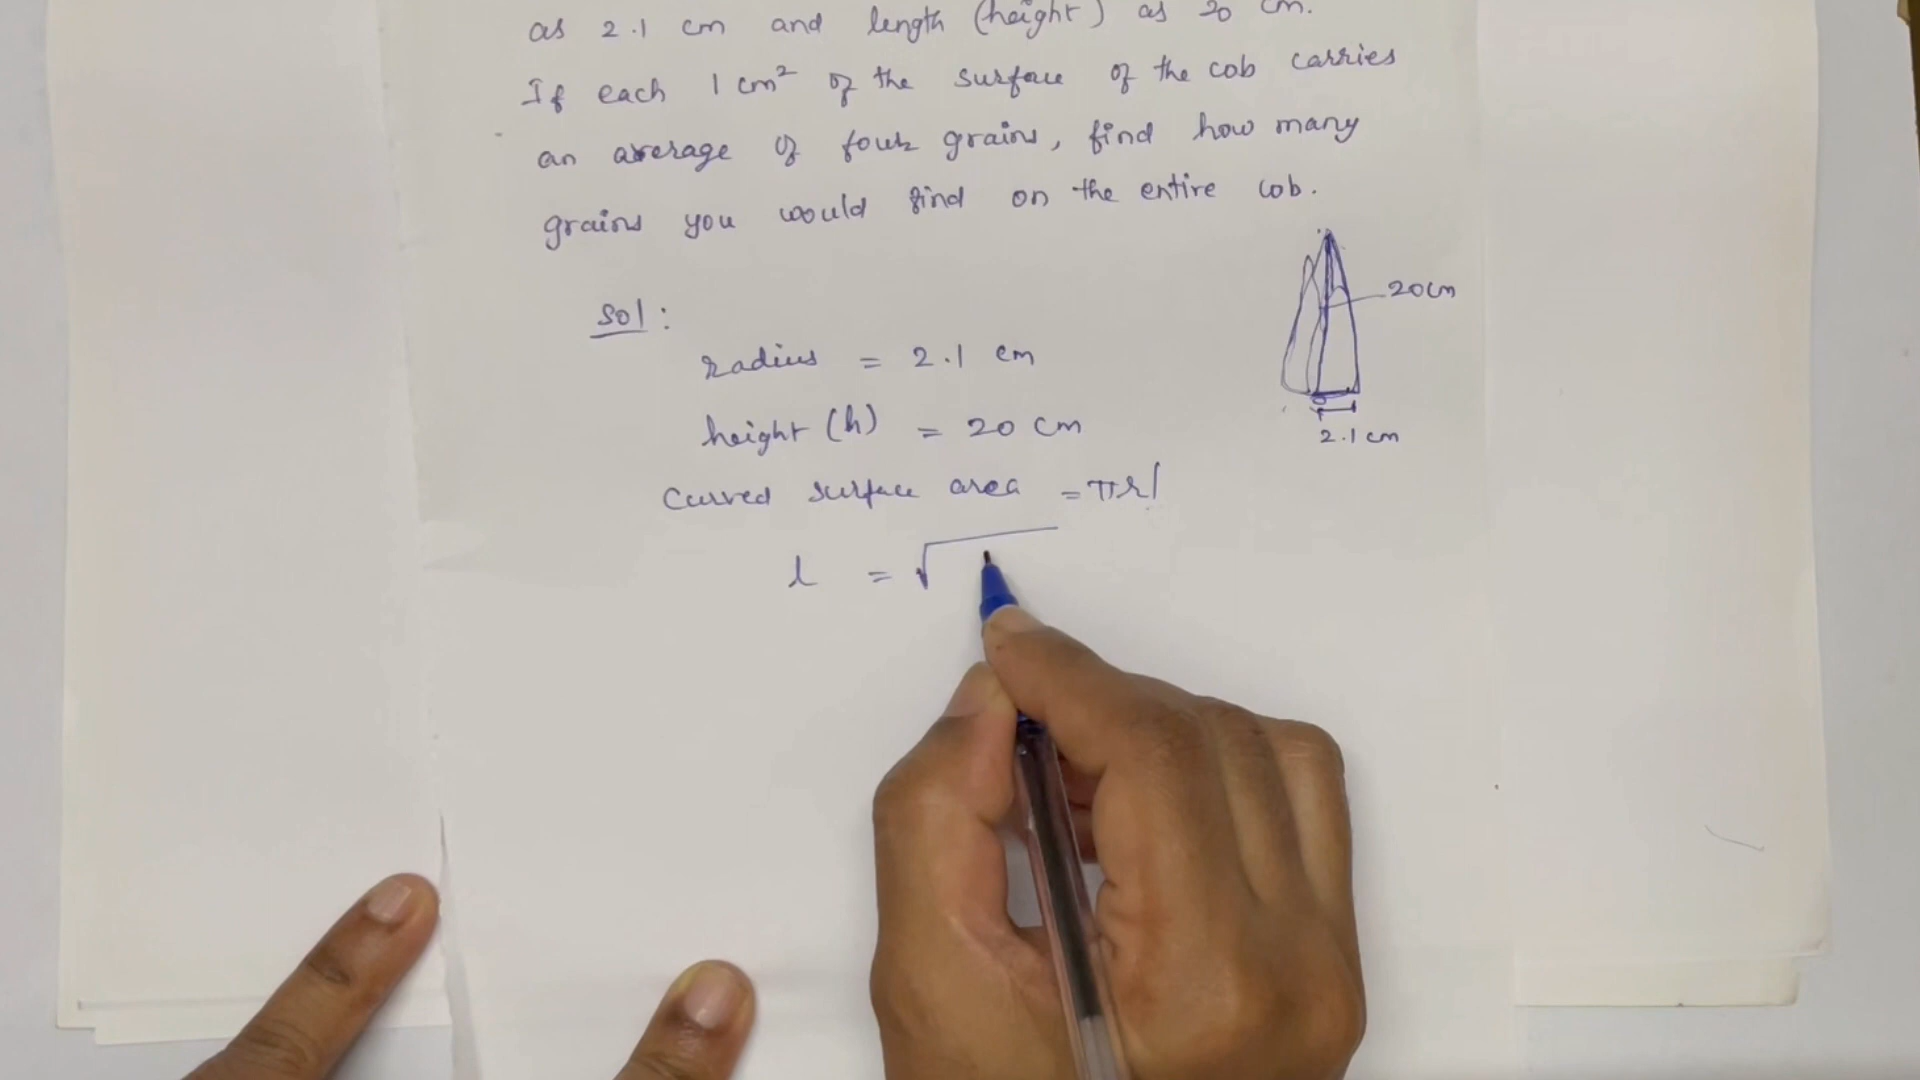 as 2.1 cm and length (height) as 20 cm.
If each 1 cm² of the surface of the cob carries
an average of four grains, find how many
grains you would find on the entire cob.
Sol:
radius = 2.1 cm
height (h) = 20 cm
Curved surface area = πrl
l = √
20cm
2.1 cm